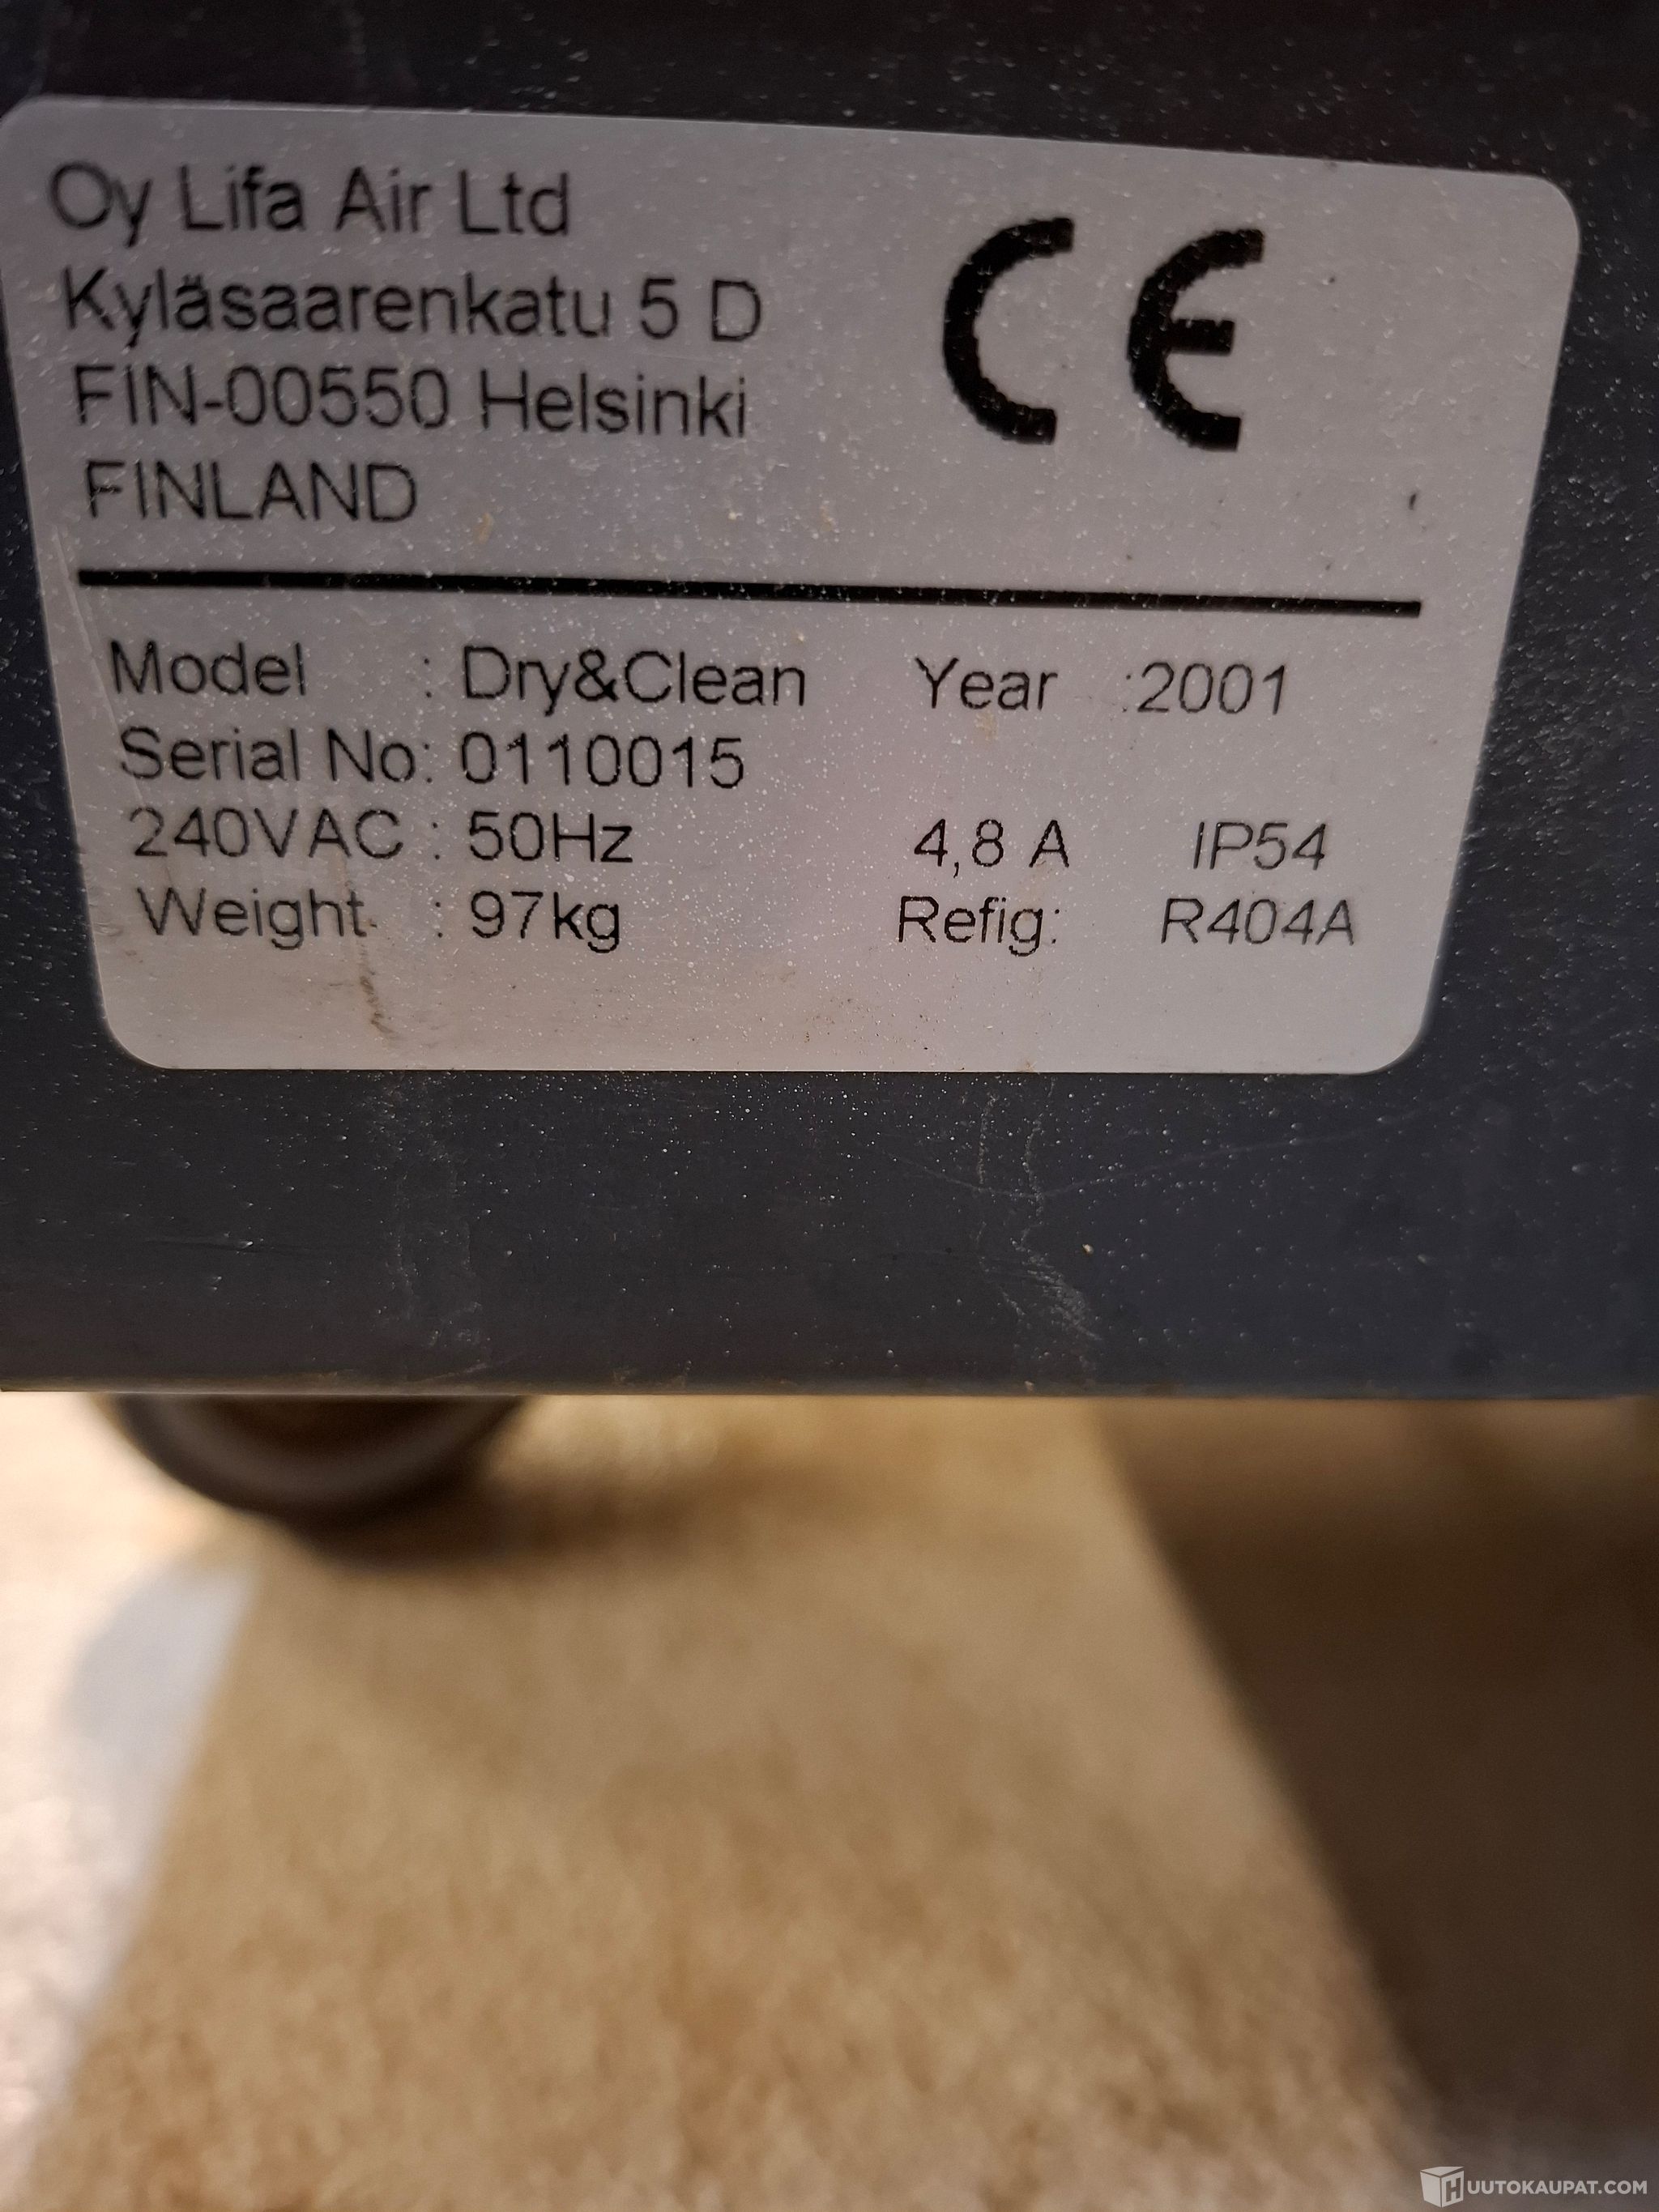 Oy Lifa Air Ltd
Kyläsaarenkatu 5 D
FIN-00550 Helsinki
FINLAND
CE
Model : Dry&Clean Year :2001
Serial No: 0110015
240VAC : 50Hz 4,8 A IP54
Weight : 97kg Refig: R404A
HUUTOKAUPAT.COM